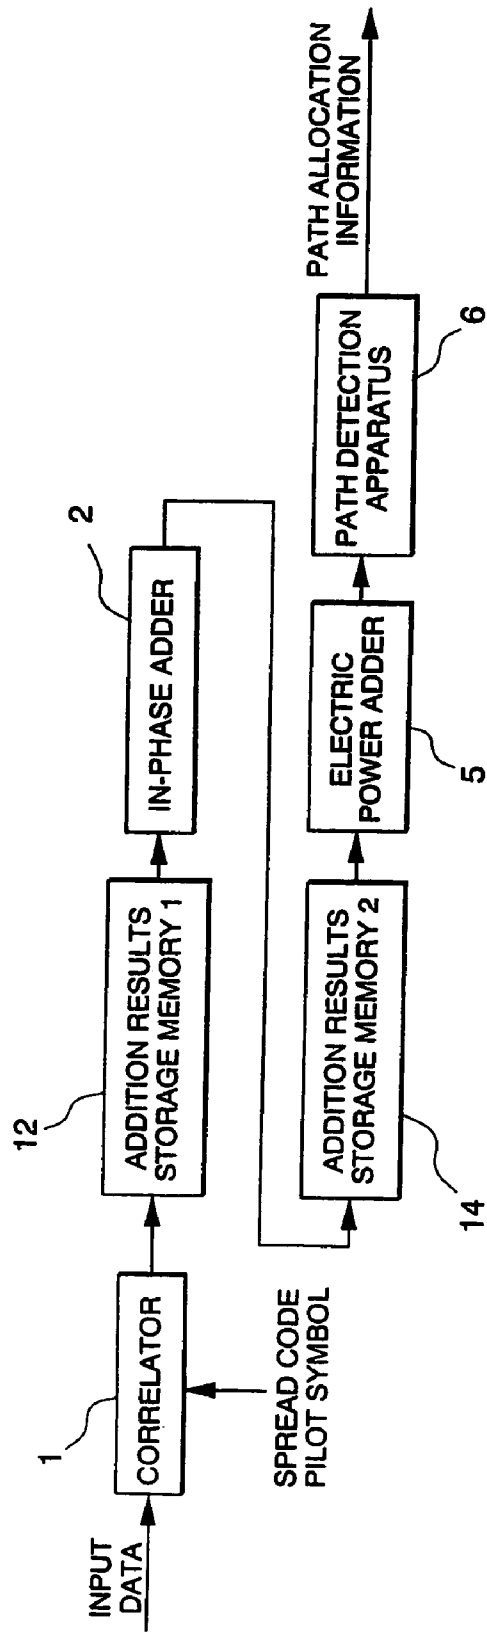 INPUT
DATA
1
CORRELATOR
SPREAD CODE
PILOT SYMBOL
12
ADDITION RESULTS
STORAGE MEMORY 1
2
IN-PHASE ADDER
ADDITION RESULTS
STORAGE MEMORY 2
14
ELECTRIC
POWER ADDER
5
PATH DETECTION
APPARATUS
6
PATH ALLOCATION
INFORMATION